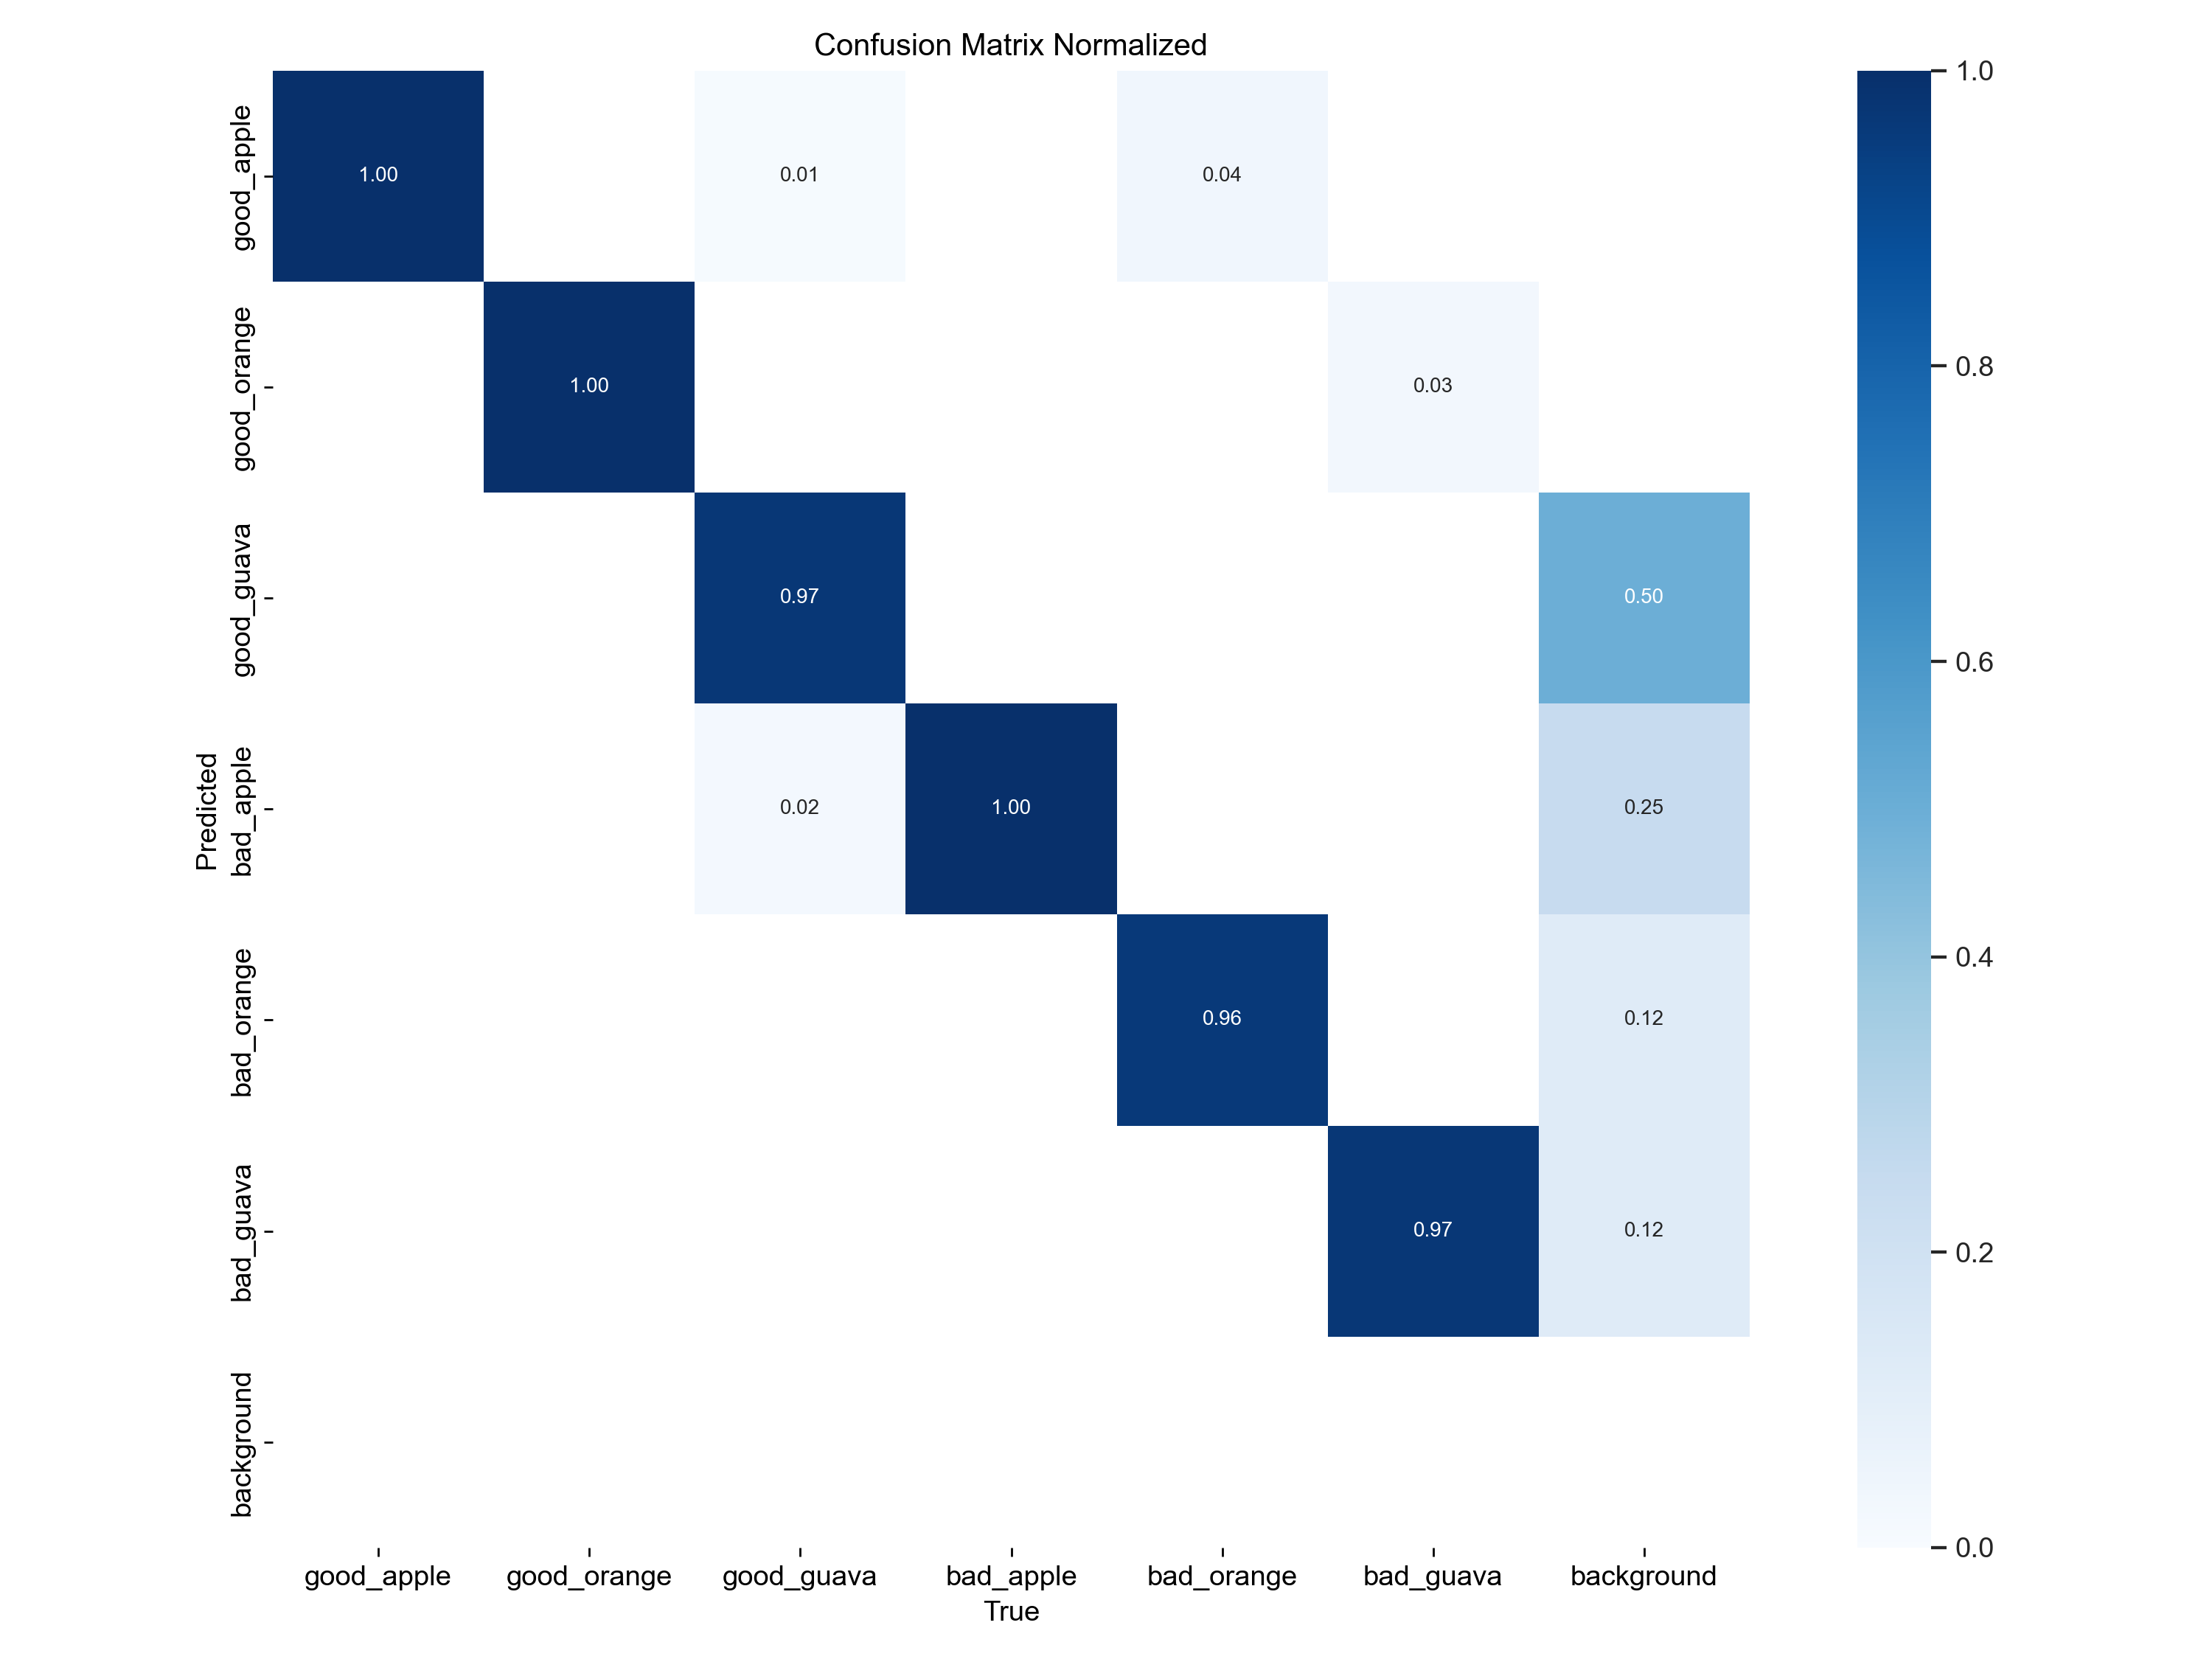 Confusion Matrix Normalized
good_apple
1.00
0.01
0.04
good_orange
1.00
0.03
good_guava
0.97
0.50
Predicted
bad_apple
0.02
1.00
0.25
bad_orange
0.96
0.12
bad_guava
0.97
0.12
background
good_apple good_orange good_guava bad_apple bad_orange bad_guava background
True
1.0
0.8
0.6
0.4
0.2
0.0